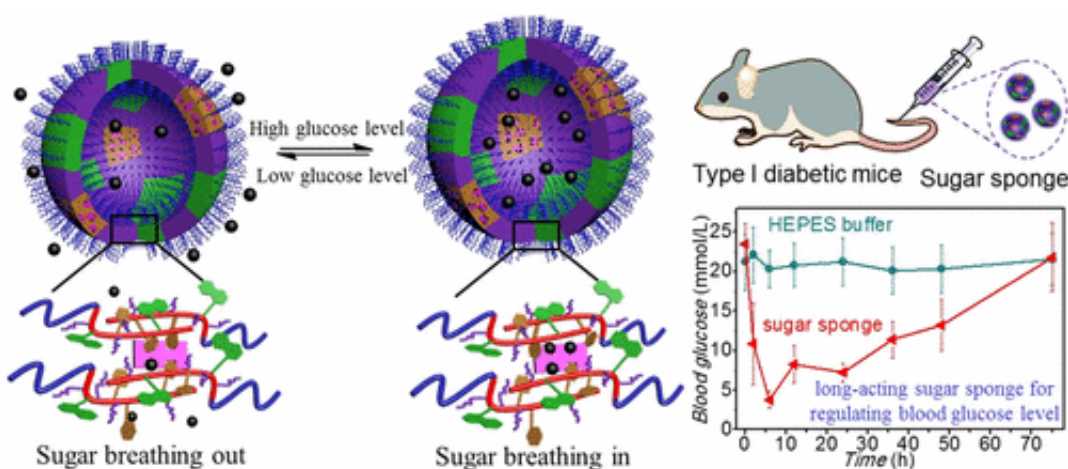 High glucose level
Low glucose level
Sugar breathing out
Sugar breathing in
Type I diabetic mice
Sugar sponge
Blood glucose (mmol/L)
25
20
15
10
5
0
HEPES buffer
sugar sponge
long-acting sugar sponge for
regulating blood glucose level
0 10 20 30 40 50 60 70
Time (h)